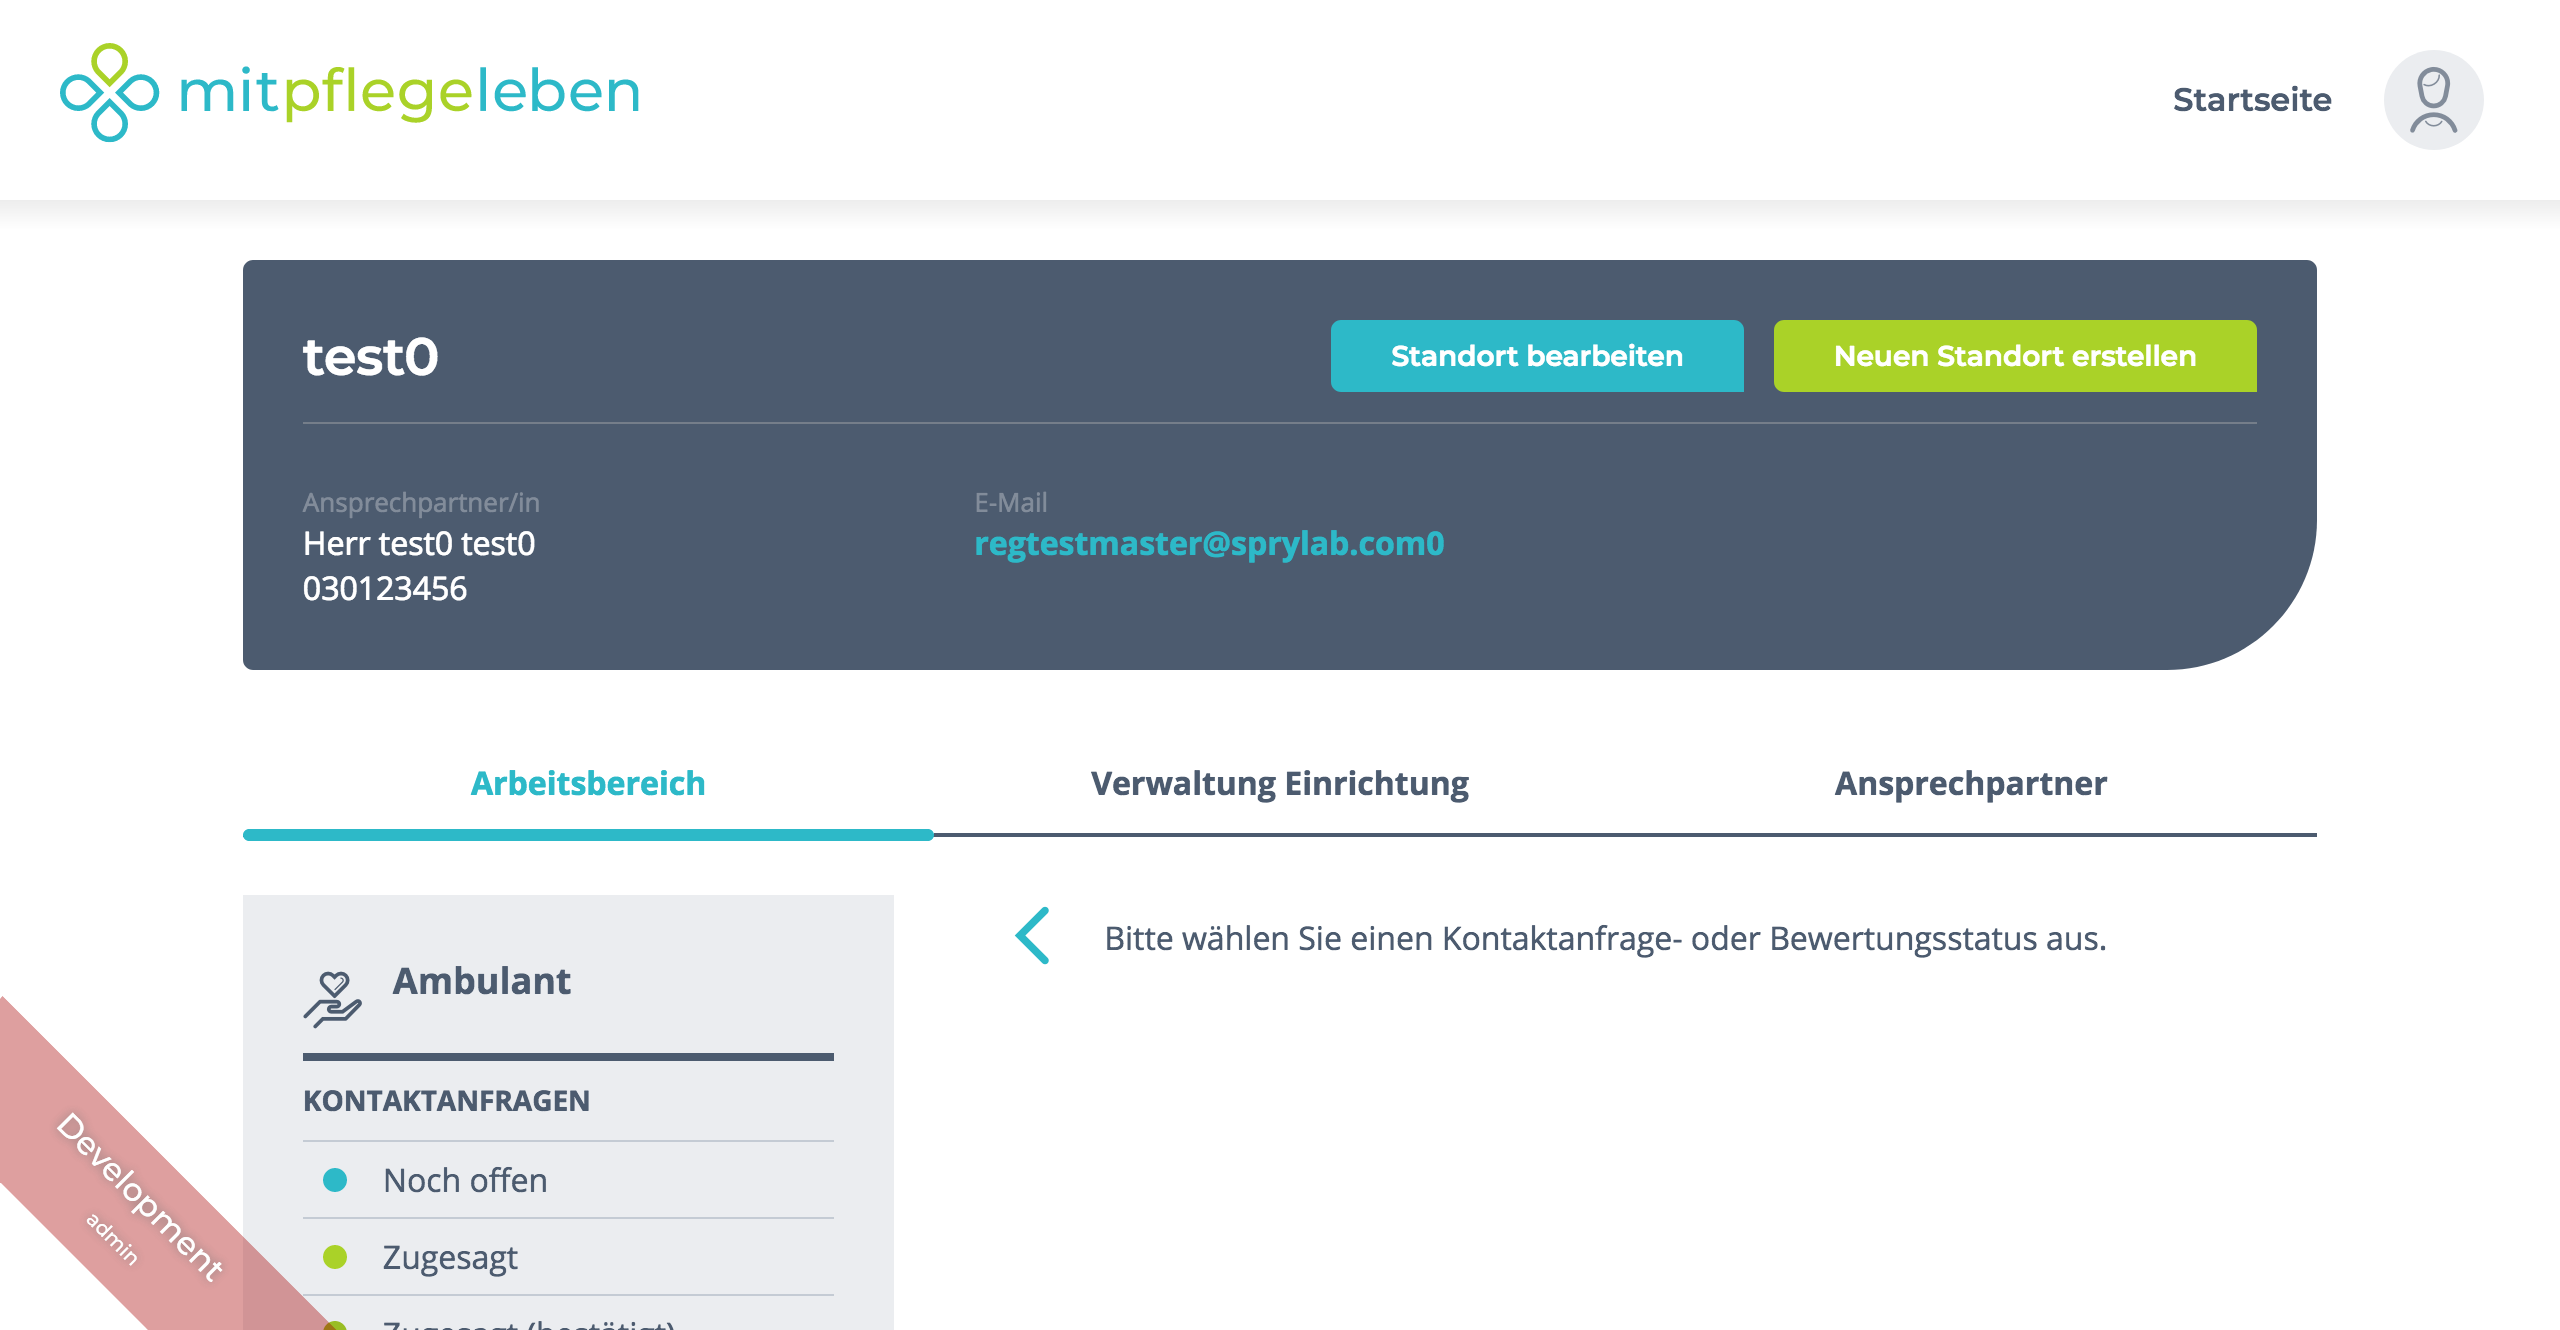 mitpflegeleben
Startseite
test0
Standort bearbeiten
Neuen Standort erstellen
Ansprechpartner/in
Herr test0 test0
030123456
E-Mail
regtestmaster@sprylab.com0
Arbeitsbereich
Verwaltung Einrichtung
Ansprechpartner
Ambulant
KONTAKTANFRAGEN
Noch offen
Zugesagt
Zugesagt (bestätigt)
Bitte wählen Sie einen Kontaktanfrage- oder Bewertungsstatus aus.
Development
admin